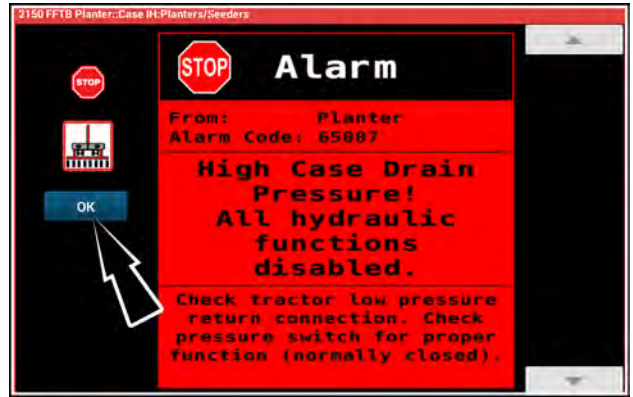 2150 FFTB Planter::Case IH:Planters/Seeders
STOP
STOP
Alarm
From: Planter
Alarm Code: 65007
High Case Drain
Pressure!
All hydraulic
functions
disabled.
OK
Check tractor low pressure
return connection. Check
pressure switch for proper
function (normally closed).